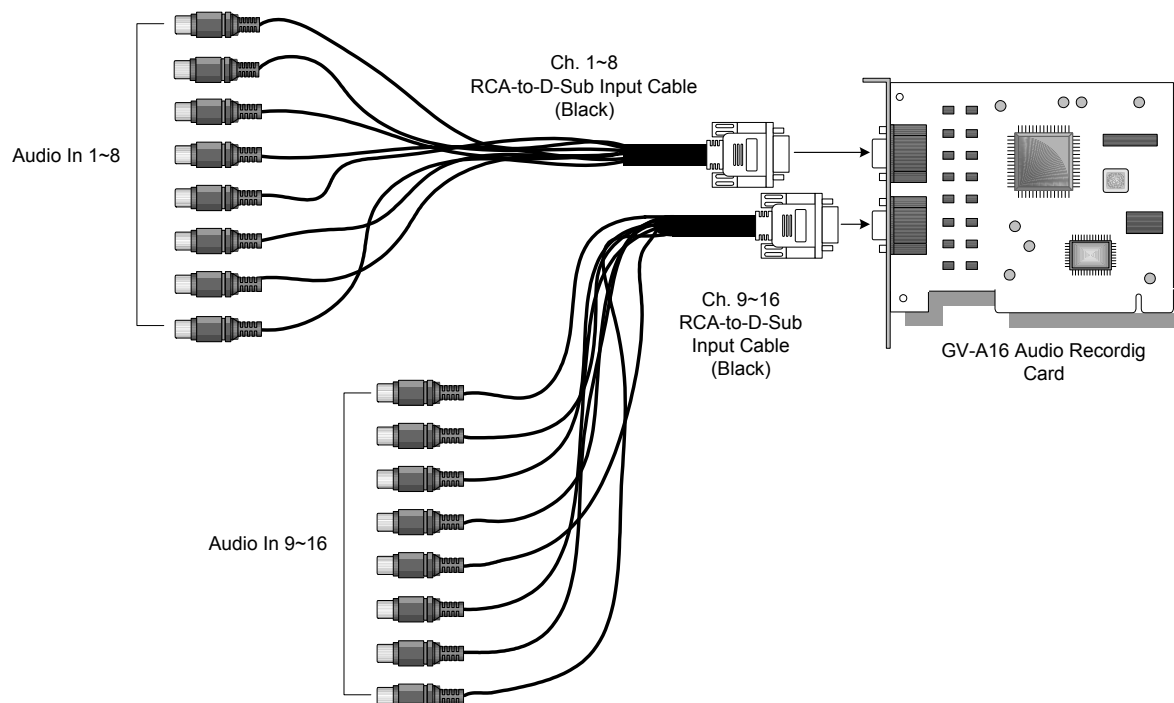 Ch. 1~8
RCA-to-D-Sub Input Cable
(Black)
Audio In 1~8
Ch. 9~16
RCA-to-D-Sub
Input Cable
(Black)
GV-A16 Audio Recordig
Card
Audio In 9~16